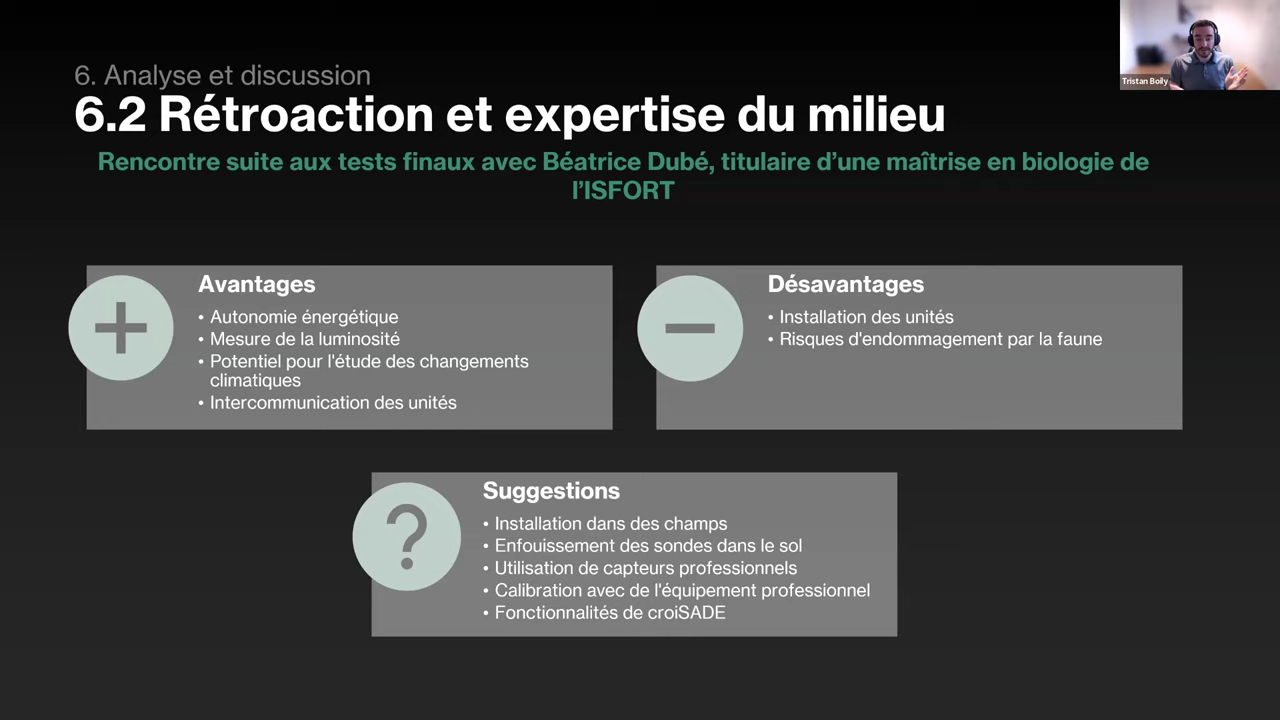 6. Analyse et discussion
6.2 Rétroaction et expertise du milieu
Rencontre suite aux tests finaux avec Béatrice Dubé, titulaire d’une maîtrise en biologie de
l’ISFORT
Tristan Boily
Avantages
• Autonomie énergétique
• Mesure de la luminosité
• Potentiel pour l'étude des changements
climatiques
• Intercommunication des unités
Désavantages
• Installation des unités
• Risques d'endommagement par la faune
Suggestions
• Installation dans des champs
• Enfouissement des sondes dans le sol
• Utilisation de capteurs professionnels
• Calibration avec de l'équipement professionnel
• Fonctionnalités de croiSADE